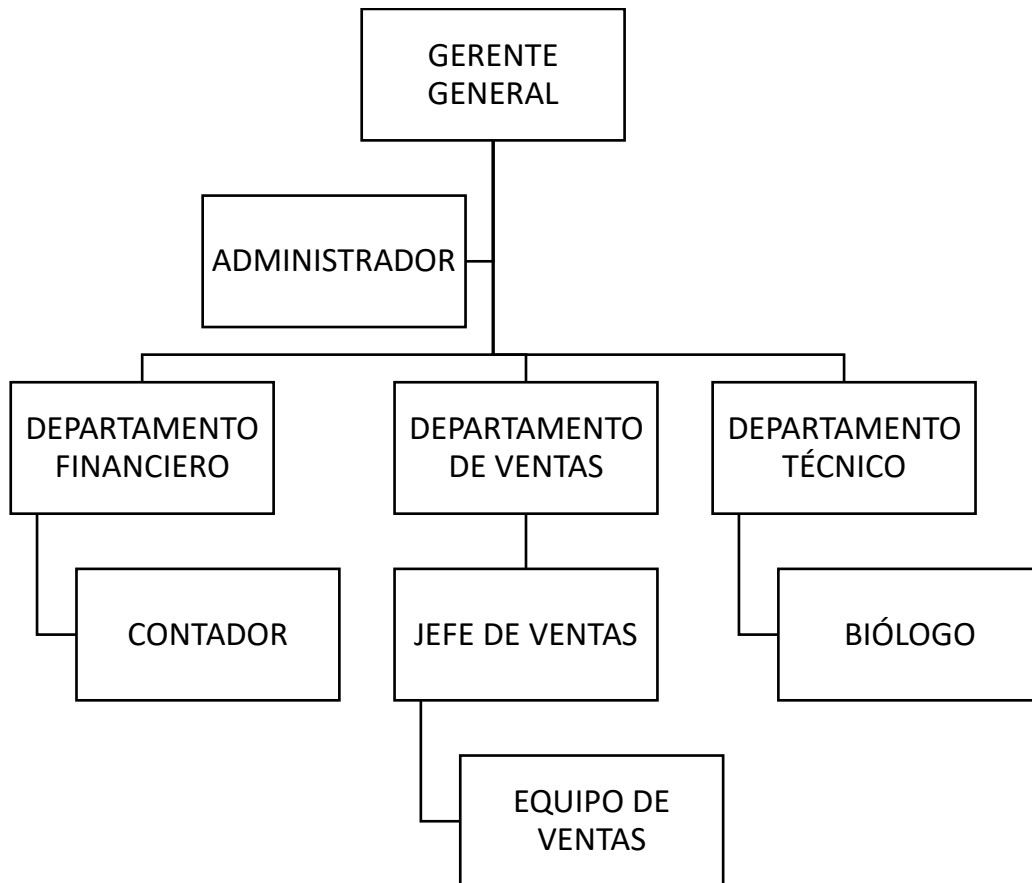 GERENTE
GENERAL
ADMINISTRADOR
DEPARTAMENTO
FINANCIERO
DEPARTAMENTO
DE VENTAS
DEPARTAMENTO
TÉCNICO
CONTADOR
JEFE DE VENTAS
BIÓLOGO
EQUIPO DE
VENTAS